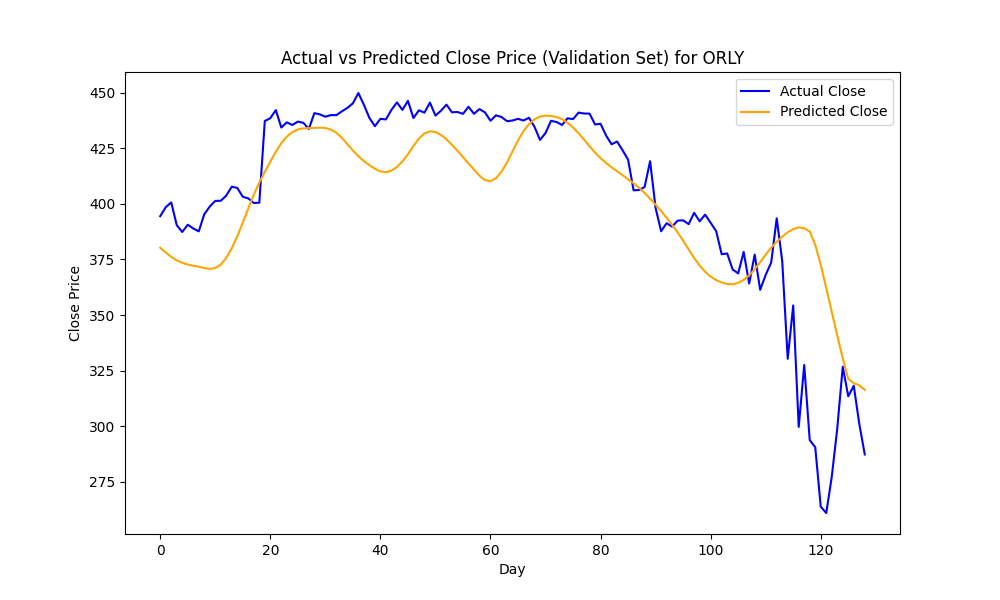 Actual vs Predicted Close Price (Validation Set) for ORLY
Actual Close
Predicted Close
Close Price
450
425
400
375
350
325
300
275
0 20 40 60 80 100 120
Day